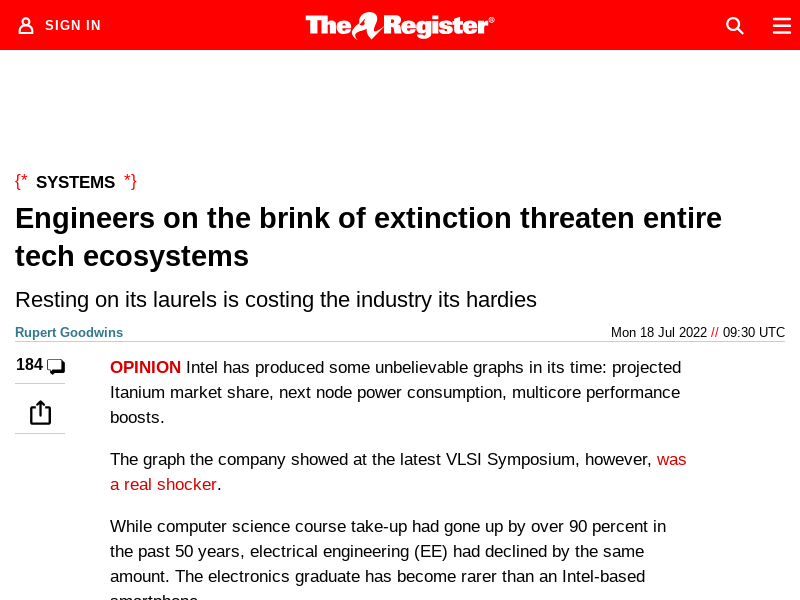 SIGN IN
The Register®
{* SYSTEMS *}
Engineers on the brink of extinction threaten entire
tech ecosystems
Resting on its laurels is costing the industry its hardies
Rupert Goodwins
Mon 18 Jul 2022 // 09:30 UTC
184
OPINION Intel has produced some unbelievable graphs in its time: projected
Itanium market share, next node power consumption, multicore performance
boosts.
The graph the company showed at the latest VLSI Symposium, however, was
a real shocker.
While computer science course take-up had gone up by over 90 percent in
the past 50 years, electrical engineering (EE) had declined by the same
amount. The electronics graduate has become rarer than an Intel-based
smartphone.